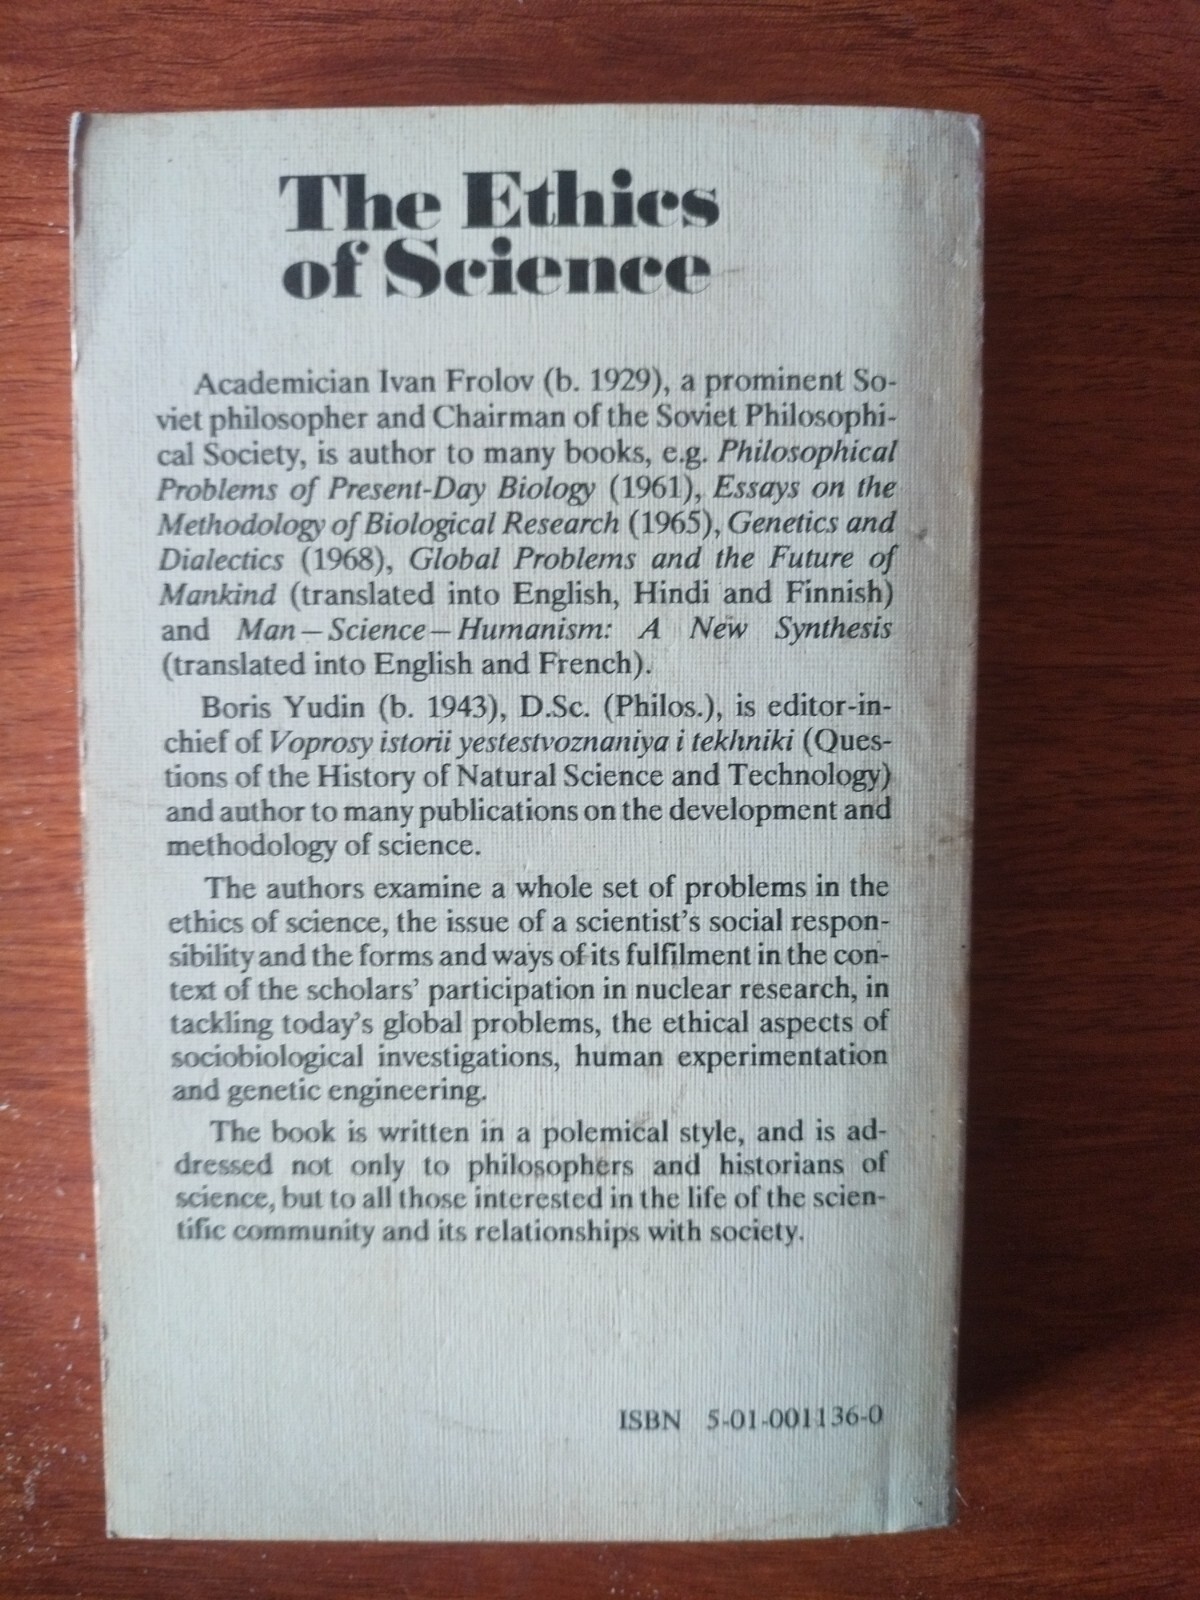 The Ethics
of Science
Academician Ivan Frolov (b. 1929), a prominent So-
viet philosopher and Chairman of the Soviet Philosophi-
cal Society, is author to many books, e.g. Philosophical
Problems of Present-Day Biology (1961), Essays on the
Methodology of Biological Research (1965), Genetics and
Dialectics (1968), Global Problems and the Future of
Mankind (translated into English, Hindi and Finnish)
and Man—Science—Humanism: A New Synthesis
(translated into English and French).
Boris Yudin (b. 1943), D.Sc. (Philos.), is editor-in-
chief of Voprosy istorii yestestvoznaniya i tekhniki (Ques-
tions of the History of Natural Science and Technology)
and author to many publications on the development and
methodology of science.
The authors examine a whole set of problems in the
ethics of science, the issue of a scientist's social respon-
sibility and the forms and ways of its fulfilment in the con-
text of the scholars' participation in nuclear research, in
tackling today's global problems, the ethical aspects of
sociobiological investigations, human experimentation
and genetic engineering.
The book is written in a polemical style, and is ad-
dressed not only to philosophers and historians of
science, but to all those interested in the life of the scien-
tific community and its relationships with society.
ISBN 5-01-001136-0